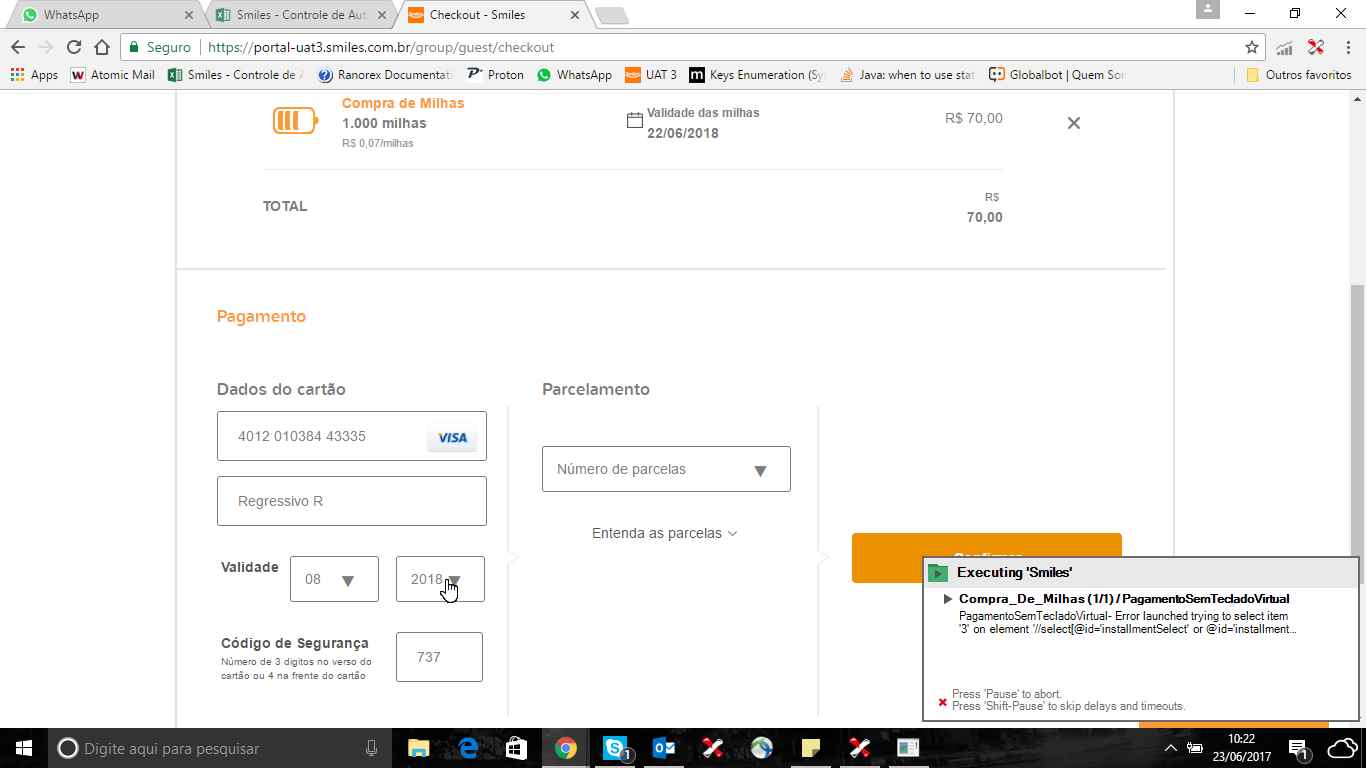 WhatsApp
Smiles - Controle de Aut
Checkout - Smiles
Seguro
https://portal-uat3.smiles.com.br/group/guest/checkout
Apps
Atomic Mail
Smiles - Controle de A
Ranorex Documentati
Proton
WhatsApp
UAT 3
Keys Enumeration (Sy
Java: when to use stat
Globalbot | Quem Som
Outros favoritos
Compra de Milhas
1.000 milhas
R$ 0,07/milhas
Validade das milhas
22/06/2018
R$ 70,00
TOTAL
R$
70,00
Pagamento
Dados do cartão
4012 010384 43335
VISA
Regressivo R
Validade
08
2018
Código de Segurança
Número de 3 digitos no verso do
cartão ou 4 na frente do cartão
737
Parcelamento
Número de parcelas
Entenda as parcelas
Executing 'Smiles'
Compra_De_Milhas (1/1) / PagamentoSemTecladoVirtual
PagamentoSemTecladoVirtual- Error launched trying to select item
'3' on element '//select[@id='installmentSelect' or @id='installment...
Press 'Pause' to abort.
Press 'Shift-Pause' to skip delays and timeouts.
Digite aqui para pesquisar
1
10:22
23/06/2017
1